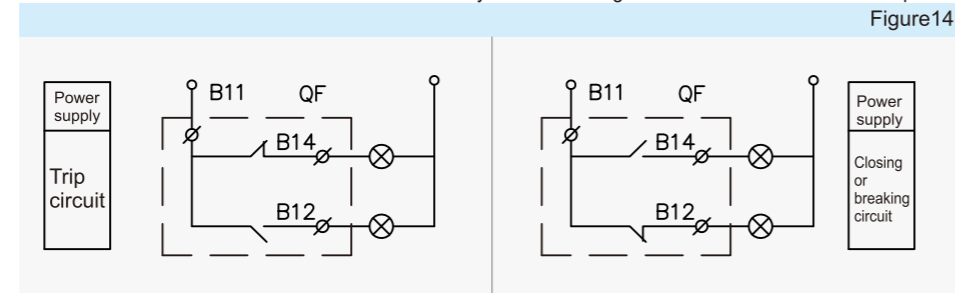 Figure14
Power
supply
Trip
circuit
B11 QF
B14
B12
B11 QF
B14
B12
Power
supply
Closing
or
breaking
circuit